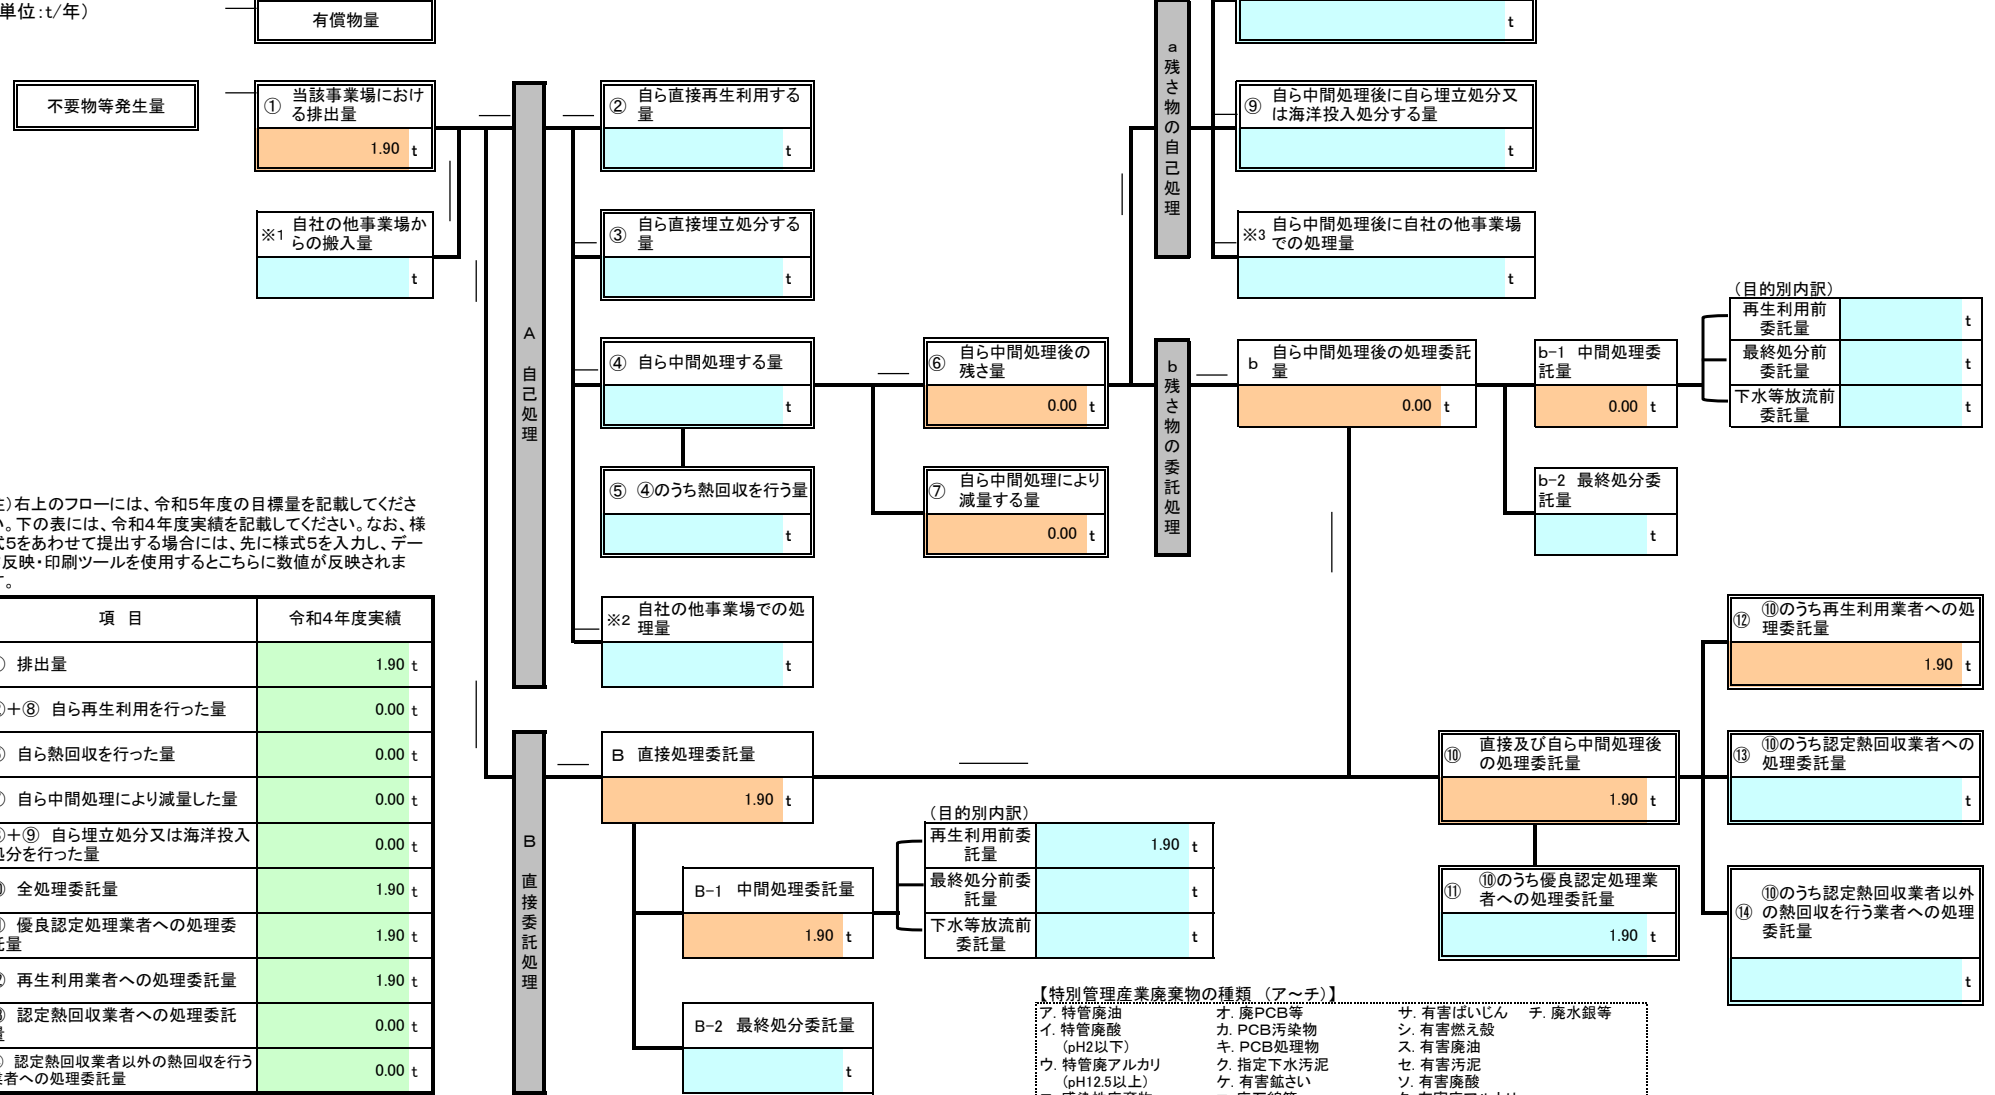 単位:t/年)
有償物量
t
不要物等発生量
① 当該事業場におけ
る排出量
1.90 t
② 自ら直接再生利用する
量
t
a 残さ物の自己処理
⑨ 自ら中間処理後に自ら埋立処分又
は海洋投入処分する量
t
※1 自社の他事業場か
らの搬入量
t
③ 自ら直接埋立処分する
量
t
※3 自ら中間処理後に自社の他事業場
での処理量
t
A 自己処理
④ 自ら中間処理する量
t
⑥ 自ら中間処理後の
残さ量
0.00 t
b 残さ物の委託処理
b 自ら中間処理後の処理委託
量
0.00 t
b-1 中間処理委
託量
0.00 t
(目的別内訳)
再生利用前
委託量 t
最終処分前
委託量 t
下水等放流前
委託量 t
⑤ ④のうち熱回収を行う量
t
⑦ 自ら中間処理により
減量する量
0.00 t
b-2 最終処分委
託量
t
)右上のフローには、令和5年度の目標量を記載してくださ
。下の表には、令和4年度実績を記載してください。なお、様
5をあわせて提出する場合には、先に様式5を入力し、デー
反映・印刷ツールを使用するとこちらに数値が反映されま
。
※2 自社の他事業場での処
理量
t
項 目 令和4年度実績
排出量 1.90 t
+⑧ 自ら再生利用を行った量 0.00 t
自ら熱回収を行った量 0.00 t
自ら中間処理により減量した量 0.00 t
+⑨ 自ら埋立処分又は海洋投入
処分を行った量 0.00 t
全処理委託量 1.90 t
優良認定処理業者への処理委
託量 1.90 t
再生利用業者への処理委託量 1.90 t
認定熱回収業者への処理委託
量 0.00 t
認定熱回収業者以外の熱回収を行う
業者への処理委託量 0.00 t
B 直接委託処理
B 直接処理委託量
1.90 t
B-1 中間処理委託量
1.90 t
(目的別内訳)
再生利用前委
託量 1.90 t
最終処分前委
託量 t
下水等放流前
委託量 t
B-2 最終処分委託量
t
⑩ 直接及び自ら中間処理後
の処理委託量
1.90 t
⑪ ⑩のうち優良認定処理業
者への処理委託量
1.90 t
⑫ ⑩のうち再生利用業者への処
理委託量
1.90 t
⑬ ⑩のうち認定熱回収業者への
処理委託量
t
⑭ ⑩のうち認定熱回収業者以外
の熱回収を行う業者への処理
委託量
t
【特別管理産業廃棄物の種類 (ア~チ)】
ア. 特管廃油 オ. 廃PCB等 サ. 有害ばいじん チ. 廃水銀等
イ. 特管廃酸 カ. PCB汚染物 シ. 有害燃え殻
(pH2以下) キ. PCB処理物 ス. 有害廃油
ウ. 特管廃アルカリ ク. 指定下水汚泥 セ. 有害汚泥
(pH12.5以上) ケ. 有害鉱さい ソ. 有害廃酸